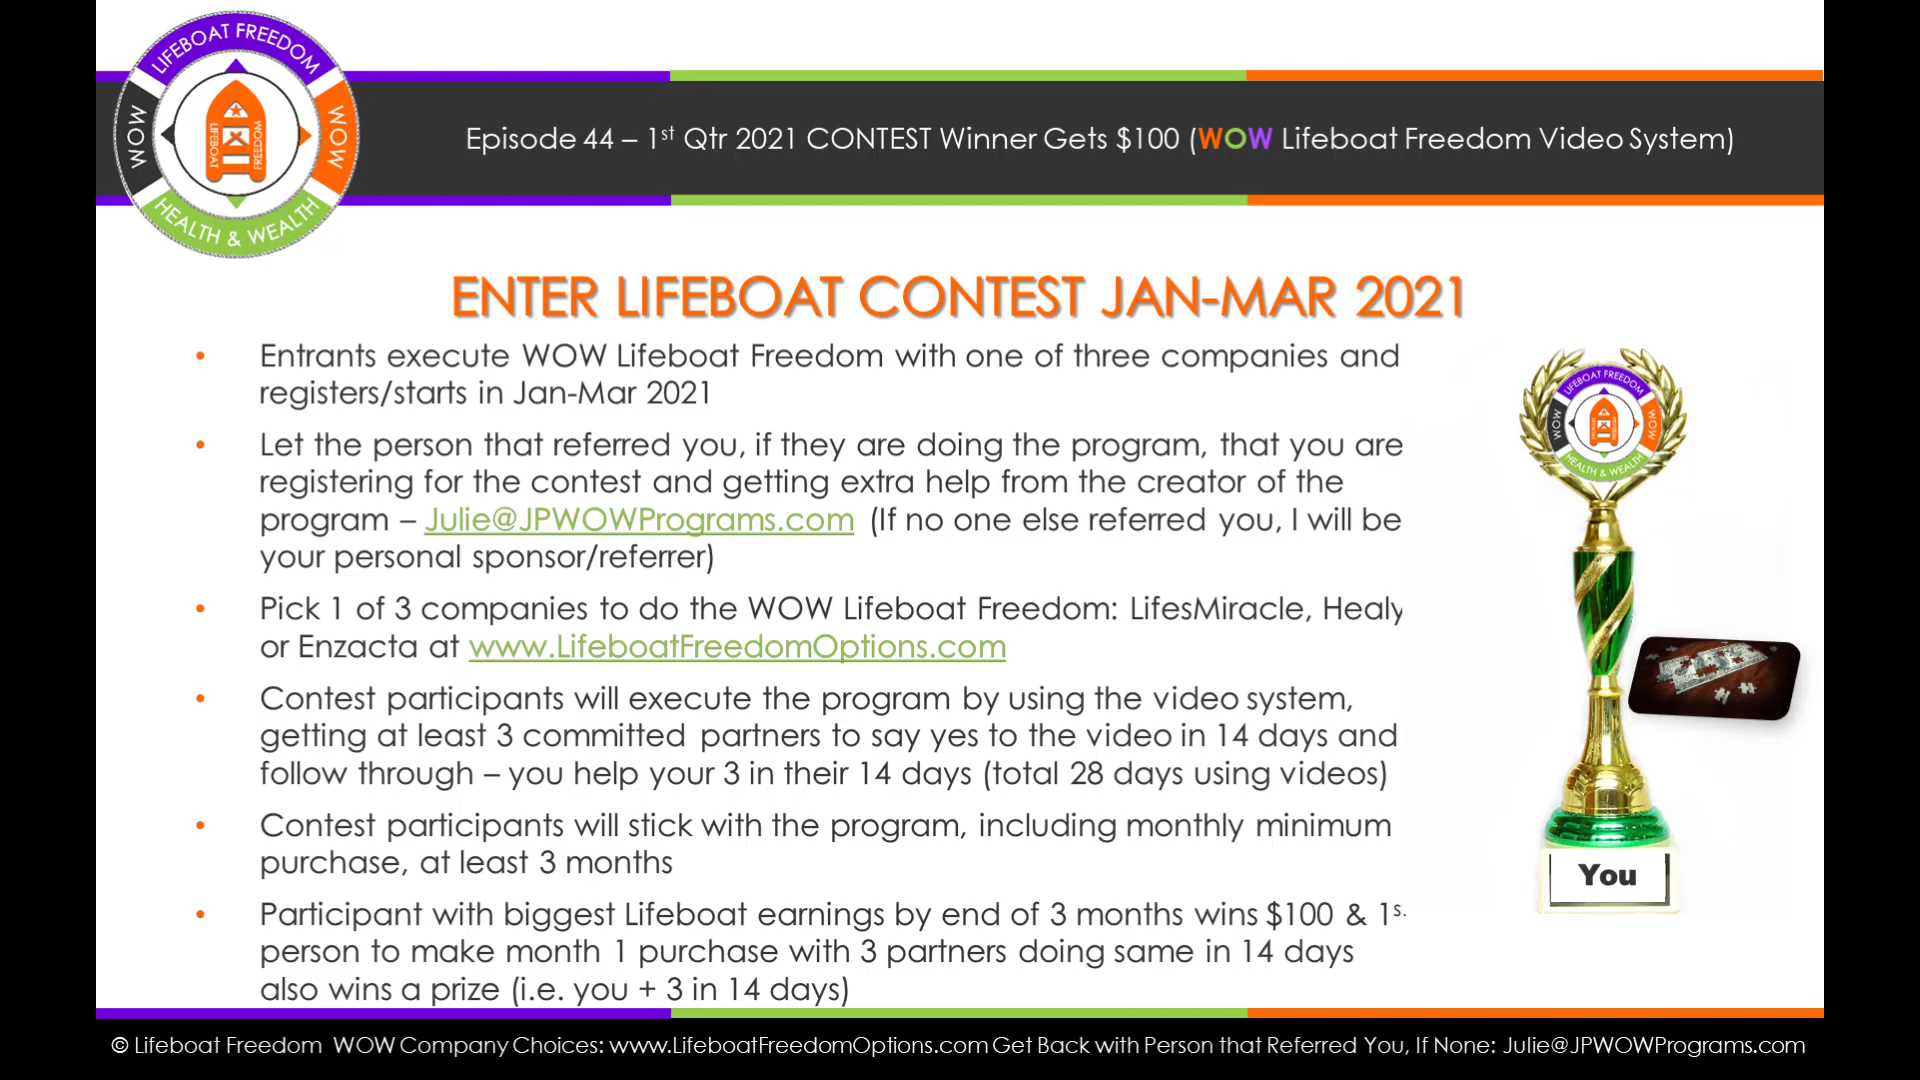 LIFEBOAT FREEDOM
WOW
WOW
LIFEBOAT
FREEDOM
HEALTH & WEALTH
Episode 44 – 1st Qtr 2021 CONTEST Winner Gets $100 (WOW Lifeboat Freedom Video System)
ENTER LIFEBOAT CONTEST JAN-MAR 2021
• Entrants execute WOW Lifeboat Freedom with one of three companies and
registers/starts in Jan-Mar 2021
• Let the person that referred you, if they are doing the program, that you are
registering for the contest and getting extra help from the creator of the
program – Julie@JPWOWPrograms.com (If no one else referred you, I will be
your personal sponsor/referrer)
• Pick 1 of 3 companies to do the WOW Lifeboat Freedom: LifesMiracle, Healy
or Enzacta at www.LifeboatFreedomOptions.com
• Contest participants will execute the program by using the video system,
getting at least 3 committed partners to say yes to the video in 14 days and
follow through – you help your 3 in their 14 days (total 28 days using videos)
• Contest participants will stick with the program, including monthly minimum
purchase, at least 3 months
• Participant with biggest Lifeboat earnings by end of 3 months wins $100 & 1s
person to make month 1 purchase with 3 partners doing same in 14 days
also wins a prize (i.e. you + 3 in 14 days)
LIFEBOAT FREEDOM
WOW
WOW
HEALTH & WEALTH
You
© Lifeboat Freedom WOW Company Choices: www.LifeboatFreedomOptions.com Get Back with Person that Referred You, If None: Julie@JPWOWPrograms.com